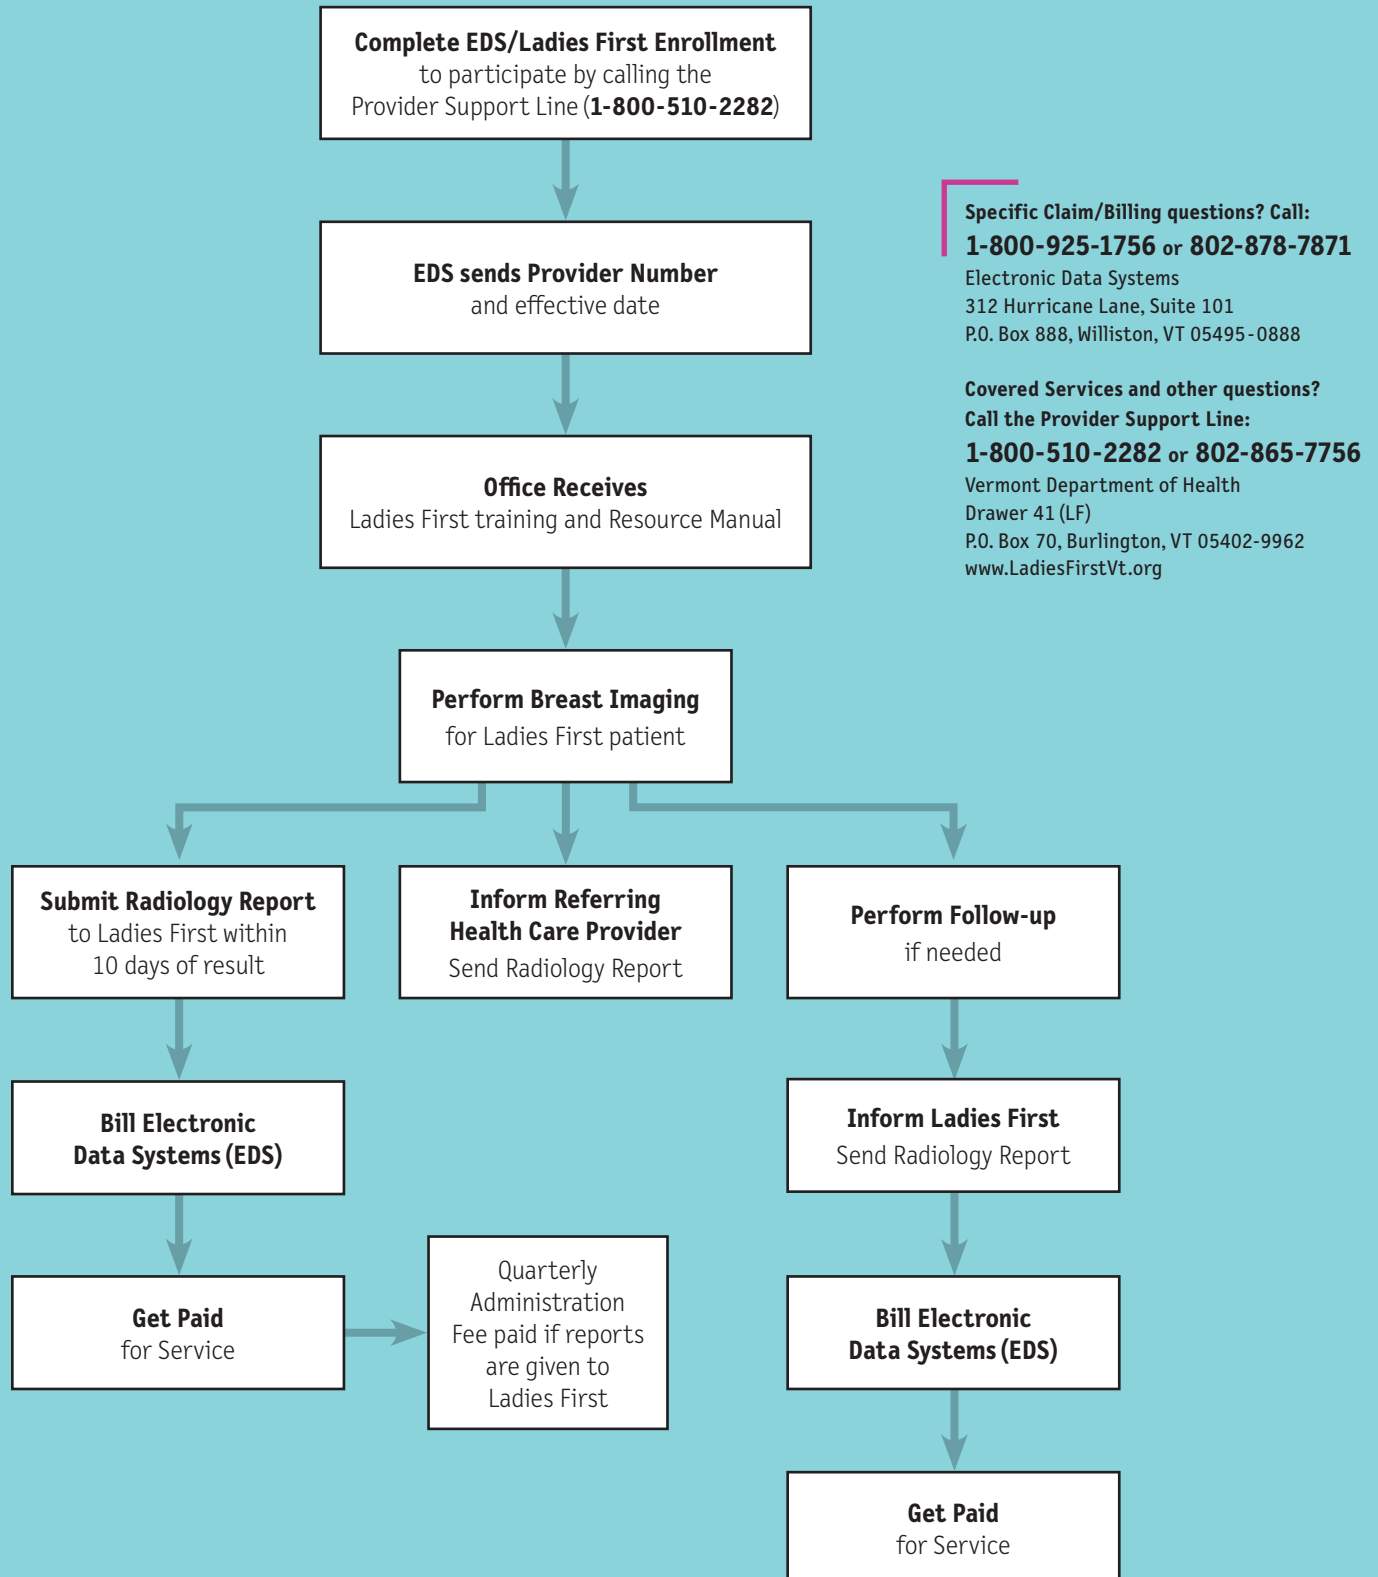 Complete EDS/Ladies First Enrollment
to participate by calling the
Provider Support Line (1-800-510-2282)
EDS sends Provider Number
and effective date
Office Receives
Ladies First training and Resource Manual
Specific Claim/Billing questions? Call:
1-800-925-1756 or 802-878-7871
Electronic Data Systems
312 Hurricane Lane, Suite 101
P.O. Box 888, Williston, VT 05495-0888
Covered Services and other questions?
Call the Provider Support Line:
1-800-510-2282 or 802-865-7756
Vermont Department of Health
Drawer 41 (LF)
P.O. Box 70, Burlington, VT 05402-9962
www.LadiesFirstVt.org
Perform Breast Imaging
for Ladies First patient
Submit Radiology Report
to Ladies First within
10 days of result
Inform Referring
Health Care Provider
Send Radiology Report
Perform Follow-up
if needed
Bill Electronic
Data Systems (EDS)
Inform Ladies First
Send Radiology Report
Get Paid
for Service
Quarterly
Administration
Fee paid if reports
are given to
Ladies First
Bill Electronic
Data Systems (EDS)
Get Paid
for Service